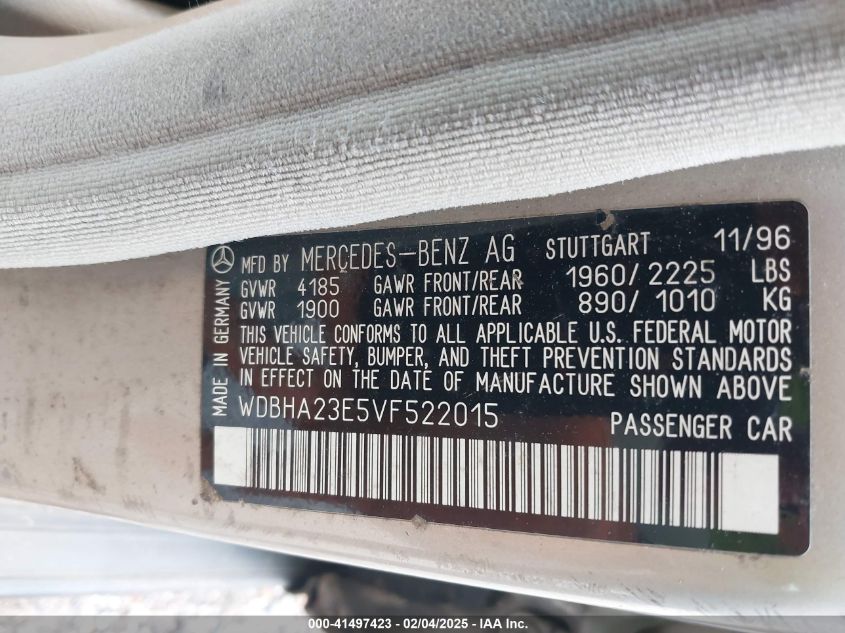 MADE IN GERMANY
MFD BY MERCEDES-BENZ AG STUTTGART 11/96
GVWR 4185 GAWR FRONT/REAR 1960/2225 LBS
GVWR 1900 GAWR FRONT/REAR 890/1010 KG
THIS VEHICLE CONFORMS TO ALL APPLICABLE U.S. FEDERAL MOTOR
VEHICLE SAFETY, BUMPER, AND THEFT PREVENTION STANDARDS
IN EFFECT ON THE DATE OF MANUFACTURE SHOWN ABOVE
WDBHA23E5VF522015 PASSENGER CAR
000-41497423 - 02/04/2025 - IAA Inc.